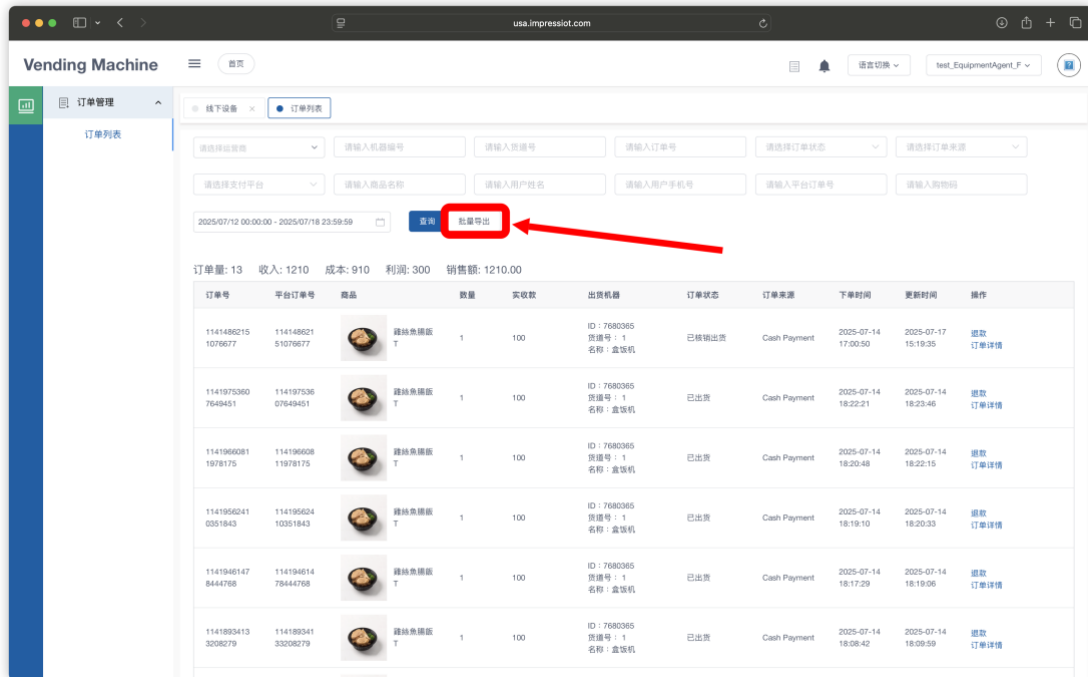 usa.impressiot.com
Vending Machine
首页
语言切换
test_EquipmentAgent_F
订单管理
订单列表
线下设备 ×
订单列表
请选择运营商
请输入机器编号
请输入货道号
请输入订单号
请选择订单状态
请选择订单来源
请选择支付平台
请输入商品名称
请输入用户姓名
请输入用户手机号
请输入平台订单号
请输入购物码
2025/07/12 00:00:00 - 2025/07/18 23:59:59
查询
批量导出
订单量: 13 收入: 1210 成本: 910 利润: 300 销售额: 1210.00
订单号 平台订单号 商品 数量 实收款 出货机器 订单状态 订单来源 下单时间 更新时间 操作
1141486215
1076677
114148621
51076677
雞絲魚腸飯
T
1
100
ID：7680365
货道号： 1
名称：盒饭机
已核销出货
Cash Payment
2025-07-14
17:00:50
2025-07-17
15:19:35
退款
订单详情
1141975360
7649451
114197536
07649451
雞絲魚腸飯
T
1
100
ID：7680365
货道号： 1
名称：盒饭机
已出货
Cash Payment
2025-07-14
18:22:21
2025-07-14
18:23:46
退款
订单详情
1141966081
1978175
114196608
11978175
雞絲魚腸飯
T
1
100
ID：7680365
货道号： 1
名称：盒饭机
已出货
Cash Payment
2025-07-14
18:20:48
2025-07-14
18:22:15
退款
订单详情
1141956241
0351843
114195624
10351843
雞絲魚腸飯
T
1
100
ID：7680365
货道号： 1
名称：盒饭机
已出货
Cash Payment
2025-07-14
18:19:10
2025-07-14
18:20:33
退款
订单详情
1141946147
8444768
114194614
78444768
雞絲魚腸飯
T
1
100
ID：7680365
货道号： 1
名称：盒饭机
已出货
Cash Payment
2025-07-14
18:17:29
2025-07-14
18:19:06
退款
订单详情
1141893413
3208279
114189341
33208279
雞絲魚腸飯
T
1
100
ID：7680365
货道号： 1
名称：盒饭机
已出货
Cash Payment
2025-07-14
18:08:42
2025-07-14
18:09:59
退款
订单详情